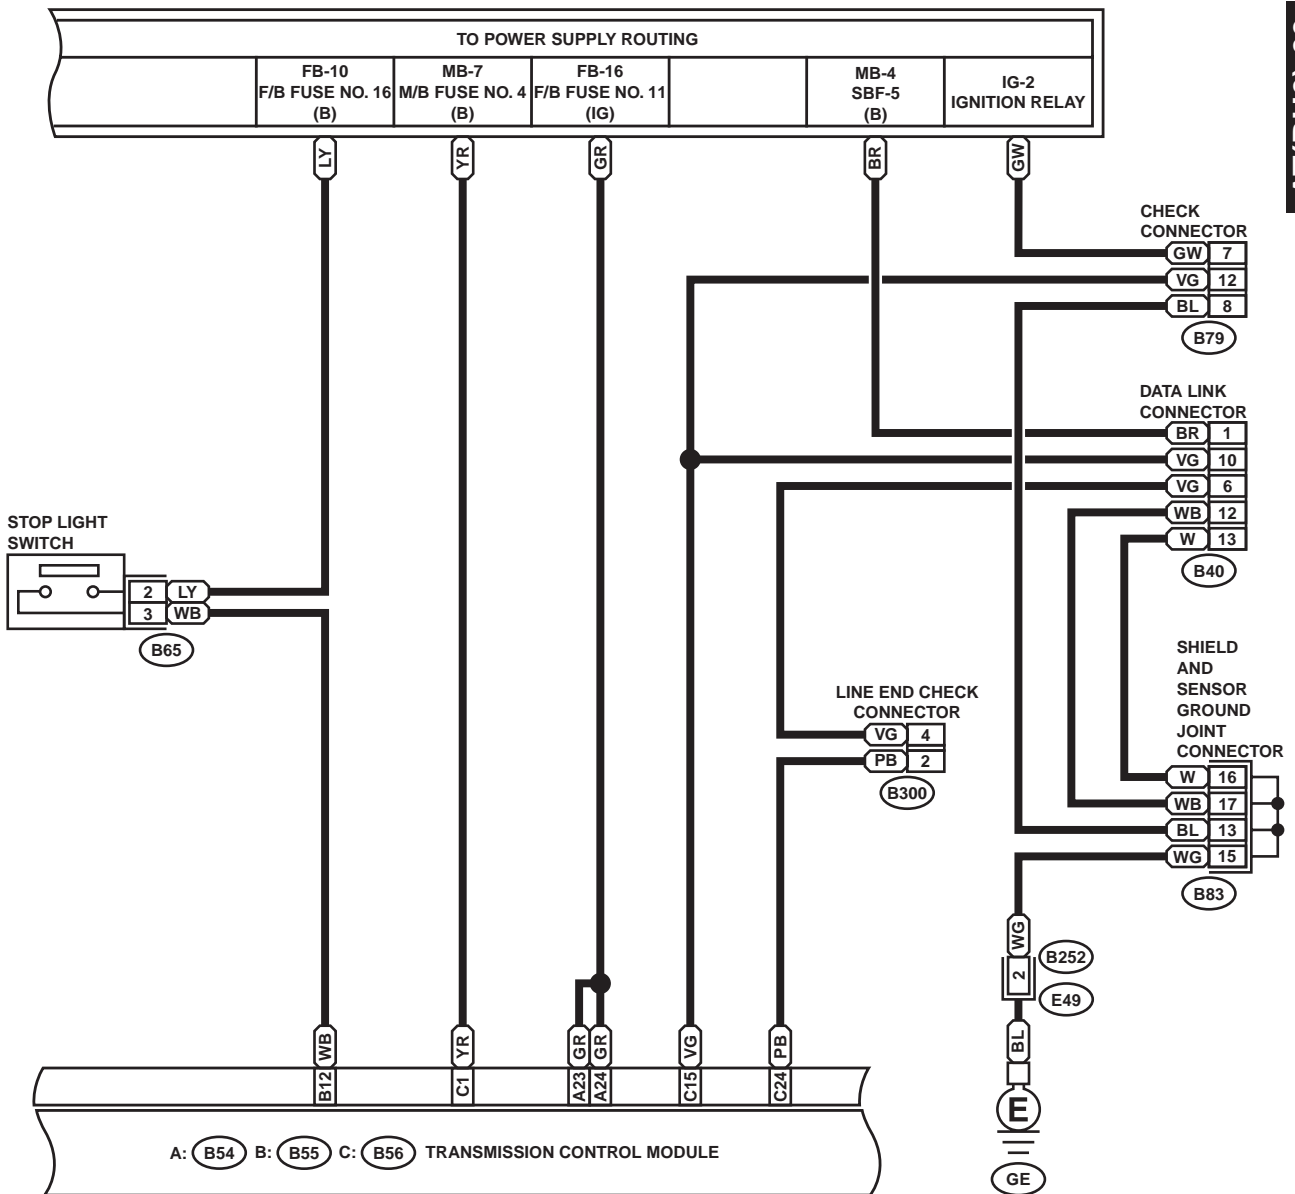 TO POWER SUPPLY ROUTING
FB-10
F/B FUSE NO. 16
(B)
MB-7
M/B FUSE NO. 4
(B)
FB-16
F/B FUSE NO. 11
(IG)
MB-4
SBF-5
(B)
IG-2
IGNITION RELAY
LY
YR
GR
BR
GW
CHECK
CONNECTOR
GW 7
VG 12
BL 8
B79
DATA LINK
CONNECTOR
BR 1
VG 10
VG 6
WB 12
W 13
B40
STOP LIGHT
SWITCH
2 LY
3 WB
B65
SHIELD
AND
SENSOR
GROUND
JOINT
CONNECTOR
W 16
WB 17
BL 13
WG 15
B83
LINE END CHECK
CONNECTOR
VG 4
PB 2
B300
WG
2
B252
E49
BL
E
GE
WB
YR
GR
GR
VG
PB
B12
C1
A23
A24
C15
C24
A: B54 B: B55 C: B56 TRANSMISSION CONTROL MODULE